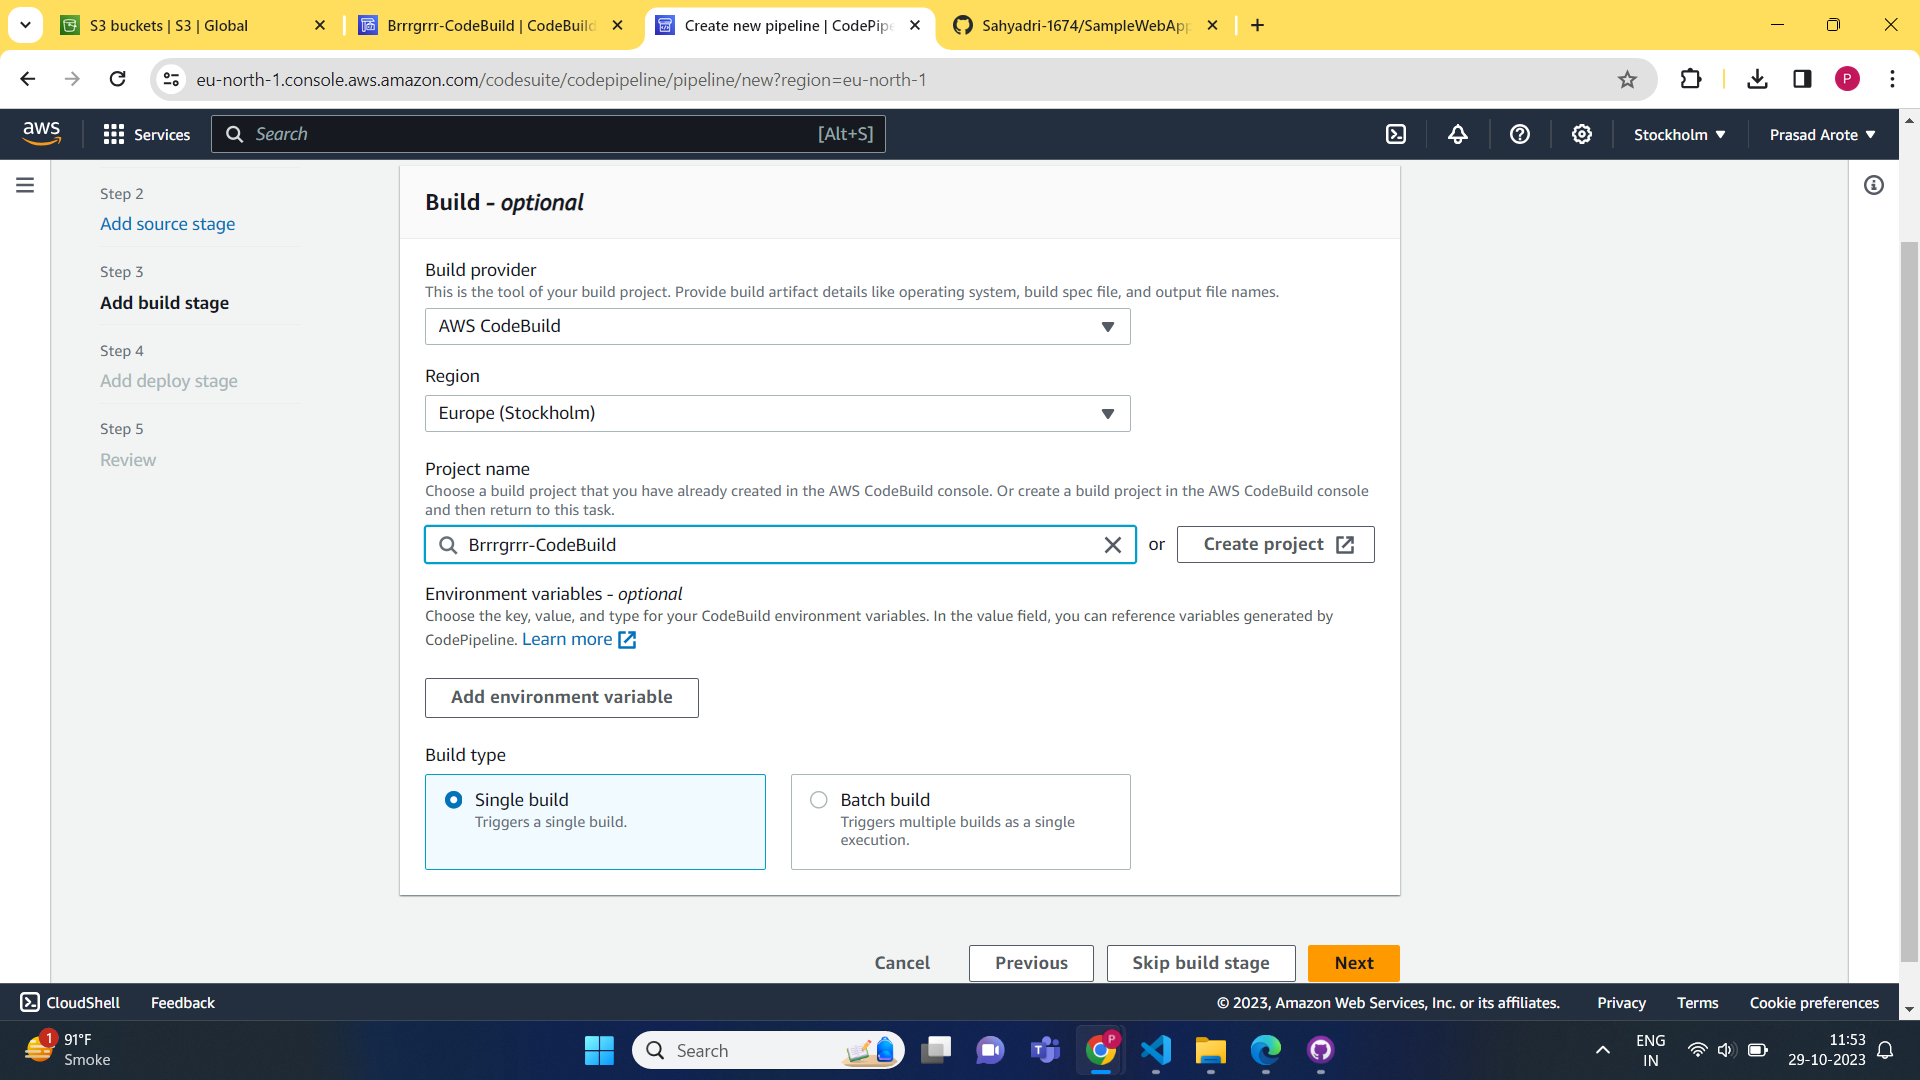 S3 buckets | S3 | Global
Brrrgrrr-CodeBuild | CodeBuild
Create new pipeline | CodePipe
Sahyadri-1674/SampleWebApp
eu-north-1.console.aws.amazon.com/codesuite/codepipeline/pipeline/new?region=eu-north-1
P
aws
Services
Search
[Alt+S]
Stockholm
Prasad Arote
Step 2
Add source stage
Step 3
Add build stage
Step 4
Add deploy stage
Step 5
Review
Build - optional
Build provider
This is the tool of your build project. Provide build artifact details like operating system, build spec file, and output file names.
AWS CodeBuild
Region
Europe (Stockholm)
Project name
Choose a build project that you have already created in the AWS CodeBuild console. Or create a build project in the AWS CodeBuild console
and then return to this task.
Brrrgrrr-CodeBuild
or
Create project
Environment variables - optional
Choose the key, value, and type for your CodeBuild environment variables. In the value field, you can reference variables generated by
CodePipeline. Learn more
Add environment variable
Build type
Single build
Triggers a single build.
Batch build
Triggers multiple builds as a single
execution.
Cancel
Previous
Skip build stage
Next
CloudShell
Feedback
© 2023, Amazon Web Services, Inc. or its affiliates.
Privacy
Terms
Cookie preferences
1
91°F
Smoke
Search
P
ENG
IN
11:53
29-10-2023